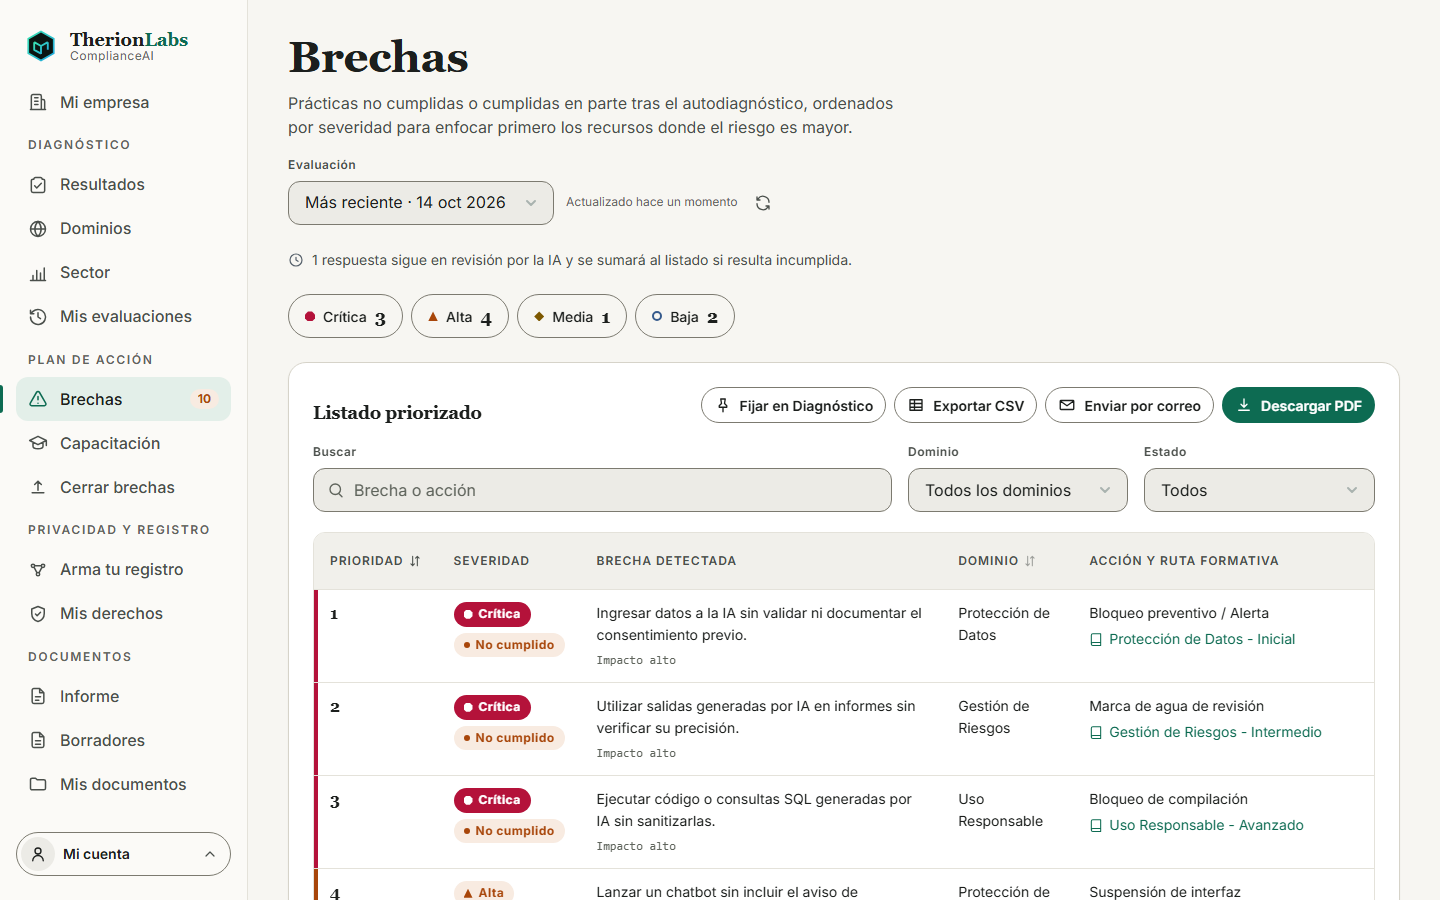 TherionLabs
ComplianceAI
Mi empresa
DIAGNÓSTICO
Resultados
Dominios
Sector
Mis evaluaciones
PLAN DE ACCIÓN
Brechas 10
Capacitación
Cerrar brechas
PRIVACIDAD Y REGISTRO
Arma tu registro
Mis derechos
DOCUMENTOS
Informe
Borradores
Mis documentos
Mi cuenta
Brechas
Prácticas no cumplidas o cumplidas en parte tras el autodiagnóstico, ordenados
por severidad para enfocar primero los recursos donde el riesgo es mayor.
Evaluación
Más reciente · 14 oct 2026 Actualizado hace un momento
1 respuesta sigue en revisión por la IA y se sumará al listado si resulta incumplida.
Crítica 3 Alta 4 Media 1 Baja 2
Listado priorizado Fijar en Diagnóstico Exportar CSV Enviar por correo Descargar PDF
Buscar Dominio Estado
Brecha o acción Todos los dominios Todos
PRIORIDAD SEVERIDAD BRECHA DETECTADA DOMINIO ACCIÓN Y RUTA FORMATIVA
1 Crítica Ingresar datos a la IA sin validar ni documentar el Protección de Bloqueo preventivo / Alerta
No cumplido consentimiento previo. Datos Protección de Datos - Inicial
Impacto alto
2 Crítica Utilizar salidas generadas por IA en informes sin Gestión de Marca de agua de revisión
No cumplido verificar su precisión. Riesgos Gestión de Riesgos - Intermedio
Impacto alto
3 Crítica Ejecutar código o consultas SQL generadas por Uso Bloqueo de compilación
No cumplido IA sin sanitizarlas. Responsable Uso Responsable - Avanzado
Impacto alto
4 Alta Lanzar un chatbot sin incluir el aviso de Protección de Suspensión de interfaz